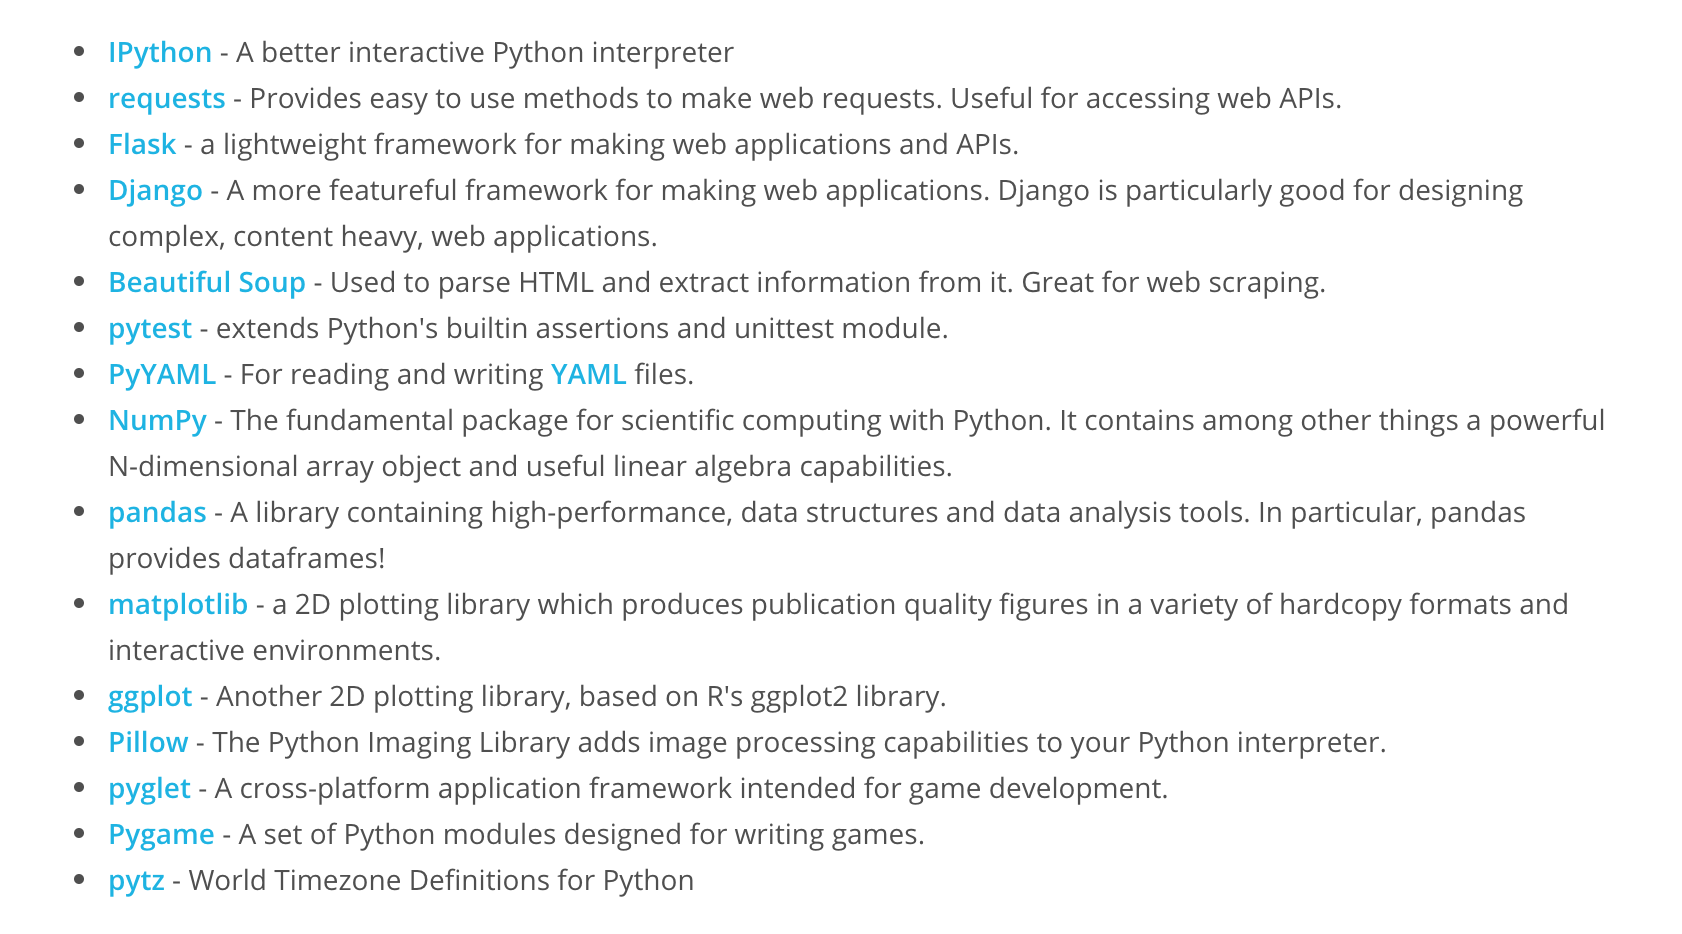 IPython - A better interactive Python interpreter
requests - Provides easy to use methods to make web requests. Useful for accessing web APIs.
Flask - a lightweight framework for making web applications and APIs.
Django - A more featureful framework for making web applications. Django is particularly good for designing
complex, content heavy, web applications.
Beautiful Soup - Used to parse HTML and extract information from it. Great for web scraping.
pytest - extends Python's builtin assertions and unittest module.
PyYAML - For reading and writing YAML files.
NumPy - The fundamental package for scientific computing with Python. It contains among other things a powerful
N-dimensional array object and useful linear algebra capabilities.
pandas - A library containing high-performance, data structures and data analysis tools. In particular, pandas
provides dataframes!
matplotlib - a 2D plotting library which produces publication quality figures in a variety of hardcopy formats and
interactive environments.
ggplot - Another 2D plotting library, based on R's ggplot2 library.
Pillow - The Python Imaging Library adds image processing capabilities to your Python interpreter.
pyglet - A cross-platform application framework intended for game development.
Pygame - A set of Python modules designed for writing games.
pytz - World Timezone Definitions for Python